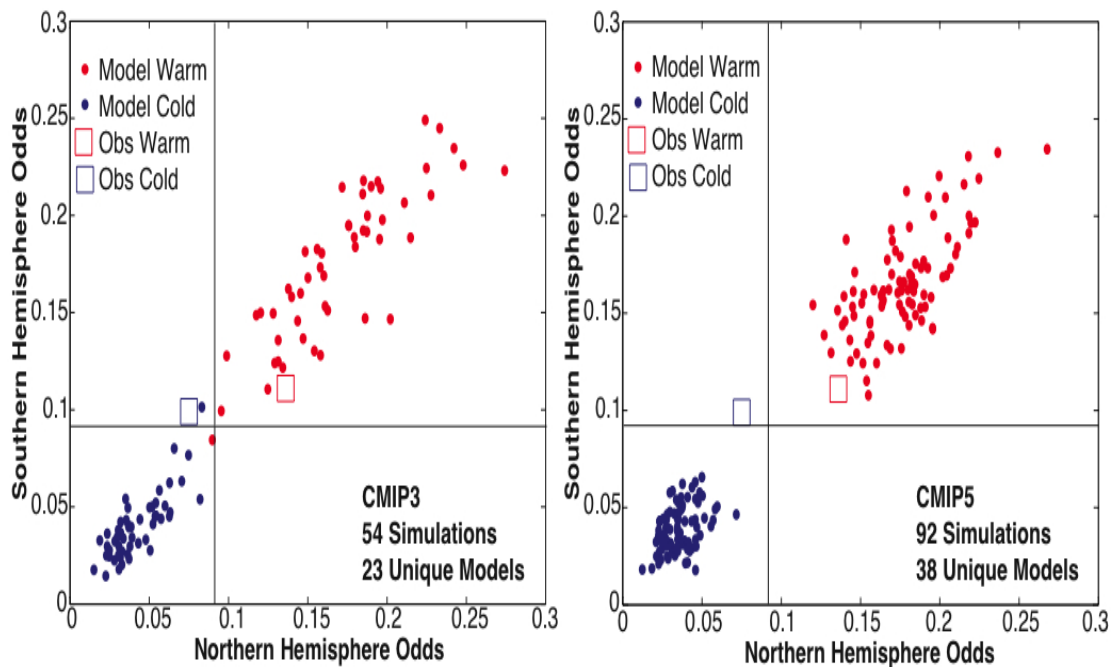 Southern Hemisphere Odds
0.3
0.25
0.2
0.15
0.1
0.05
0
Model Warm
Model Cold
Obs Warm
Obs Cold
CMIP3
54 Simulations
23 Unique Models
0 0.05 0.1 0.15 0.2 0.25 0.3
Northern Hemisphere Odds
Southern Hemisphere Odds
0.3
0.25
0.2
0.15
0.1
0.05
0
Model Warm
Model Cold
Obs Warm
Obs Cold
CMIP5
92 Simulations
38 Unique Models
0 0.05 0.1 0.15 0.2 0.25 0.3
Northern Hemisphere Odds